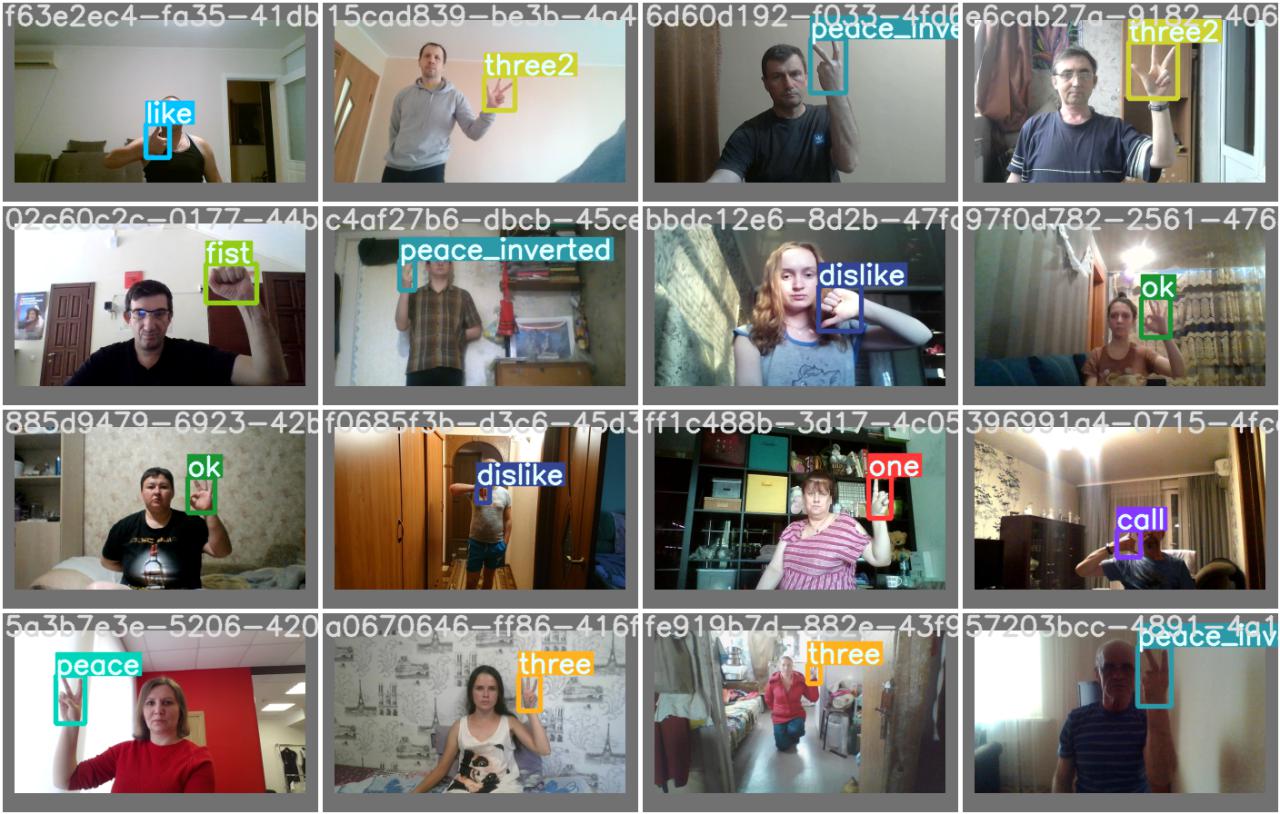 f63e2ec4-fa35-41db
like
15cad839-be3b-4a4
three2
6d60d192-f033-4fd6
peace_inve
e6cab27a-9182-406
three2
02c60c2c-0177-44b
fist
c4af27b6-dbcb-45ce
peace_inverted
bbdc12e6-8d2b-47fc
dislike
97f0d782-2561-476
ok
885d9479-6923-42b
ok
f0685f3b-d3c6-45d3
dislike
ff1c488b-3d17-4c05
one
396991a4-0715-4fc
call
5a3b7e3e-5206-420
peace
a0670646-ff86-416f
three
fe919b7d-882e-43f9
three
57203bcc-4891-4a1
peace_inv